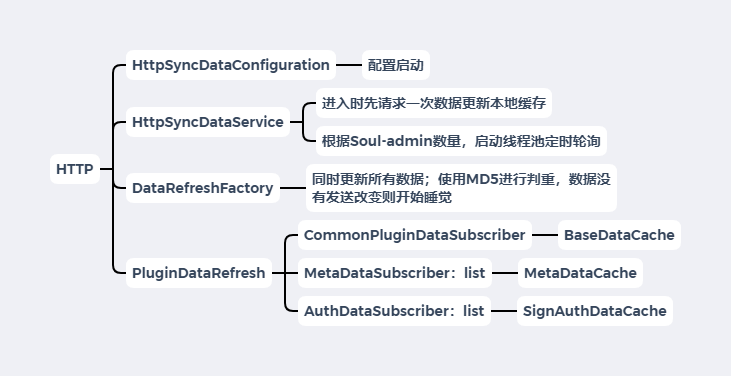 HTTP
HttpSyncDataConfiguration
配置启动
HttpSyncDataService
进入时先请求一次数据更新本地缓存
根据Soul-admin数量，启动线程池定时轮询
DataRefreshFactory
同时更新所有数据；使用MD5进行判重，数据没
有发送改变则开始睡觉
PluginDataRefresh
CommonPluginDataSubscriber
BaseDataCache
MetaDataSubscriber：list
MetaDataCache
AuthDataSubscriber：list
SignAuthDataCache